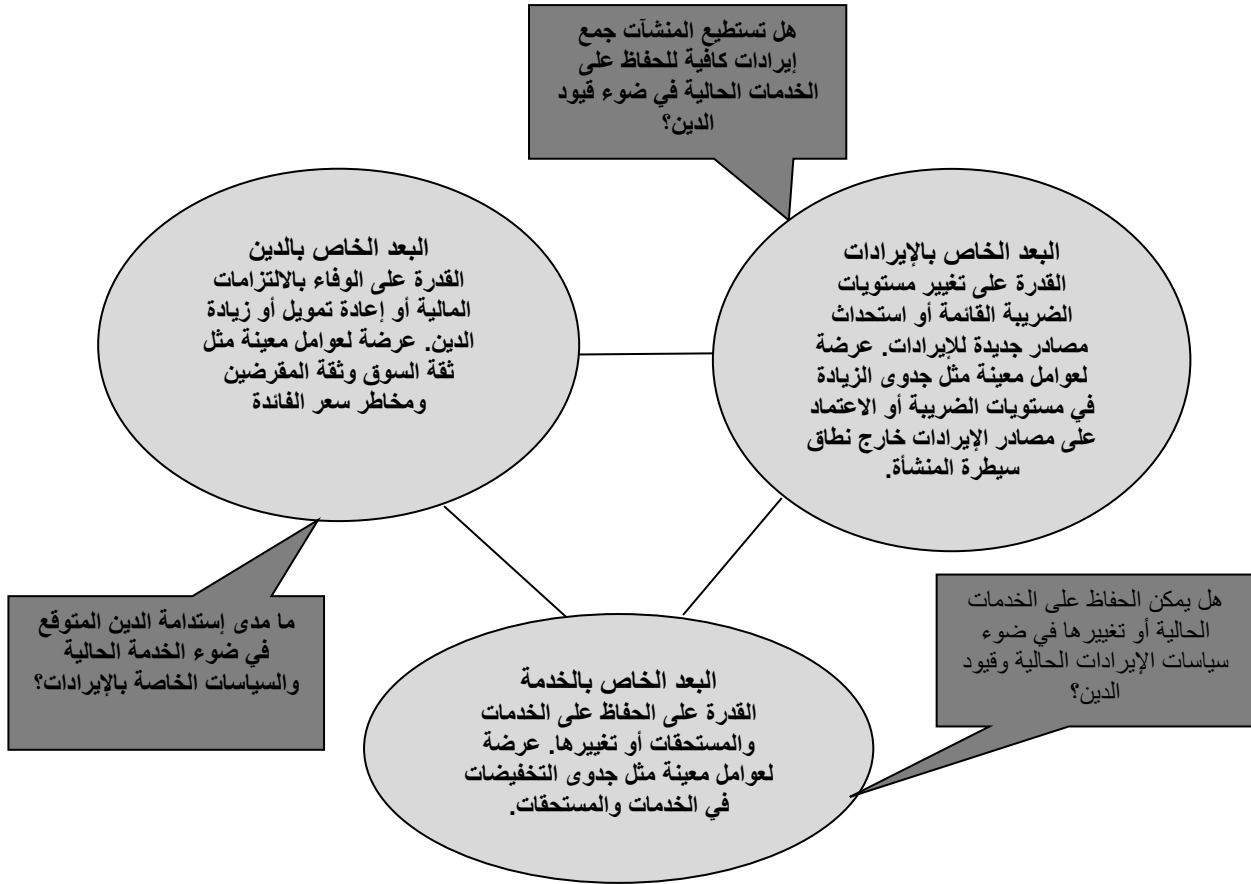 هل تستطيع المنشآت جمع
إيرادات كافية للحفاظ على
الخدمات الحالية في ضوء قيود
الدين؟
البعد الخاص بالإيرادات
القدرة على تغيير مستويات
الضريبة القائمة أو استحداث
مصادر جديدة للإيرادات. عرضة
لعوامل معينة مثل جدوى الزيادة
في مستويات الضريبة أو الاعتماد
على مصادر الإيرادات خارج نطاق
سيطرة المنشأة.
البعد الخاص بالدين
القدرة على الوفاء بالالتزامات
المالية أو إعادة تمويل أو زيادة
الدين. عرضة لعوامل معينة مثل
ثقة السوق وثقة المقرضين
ومخاطر سعر الفائدة
هل يمكن الحفاظ على الخدمات
الحالية أو تغييرها في ضوء
سياسات الإيرادات الحالية وقيود
الدين؟
ما مدى إستدامة الدين المتوقع
في ضوء الخدمة الحالية
والسياسات الخاصة بالإيرادات؟
البعد الخاص بالخدمة
القدرة على الحفاظ على الخدمات
والمستحقات أو تغييرها. عرضة
لعوامل معينة مثل جدوى التخفيضات
في الخدمات والمستحقات.